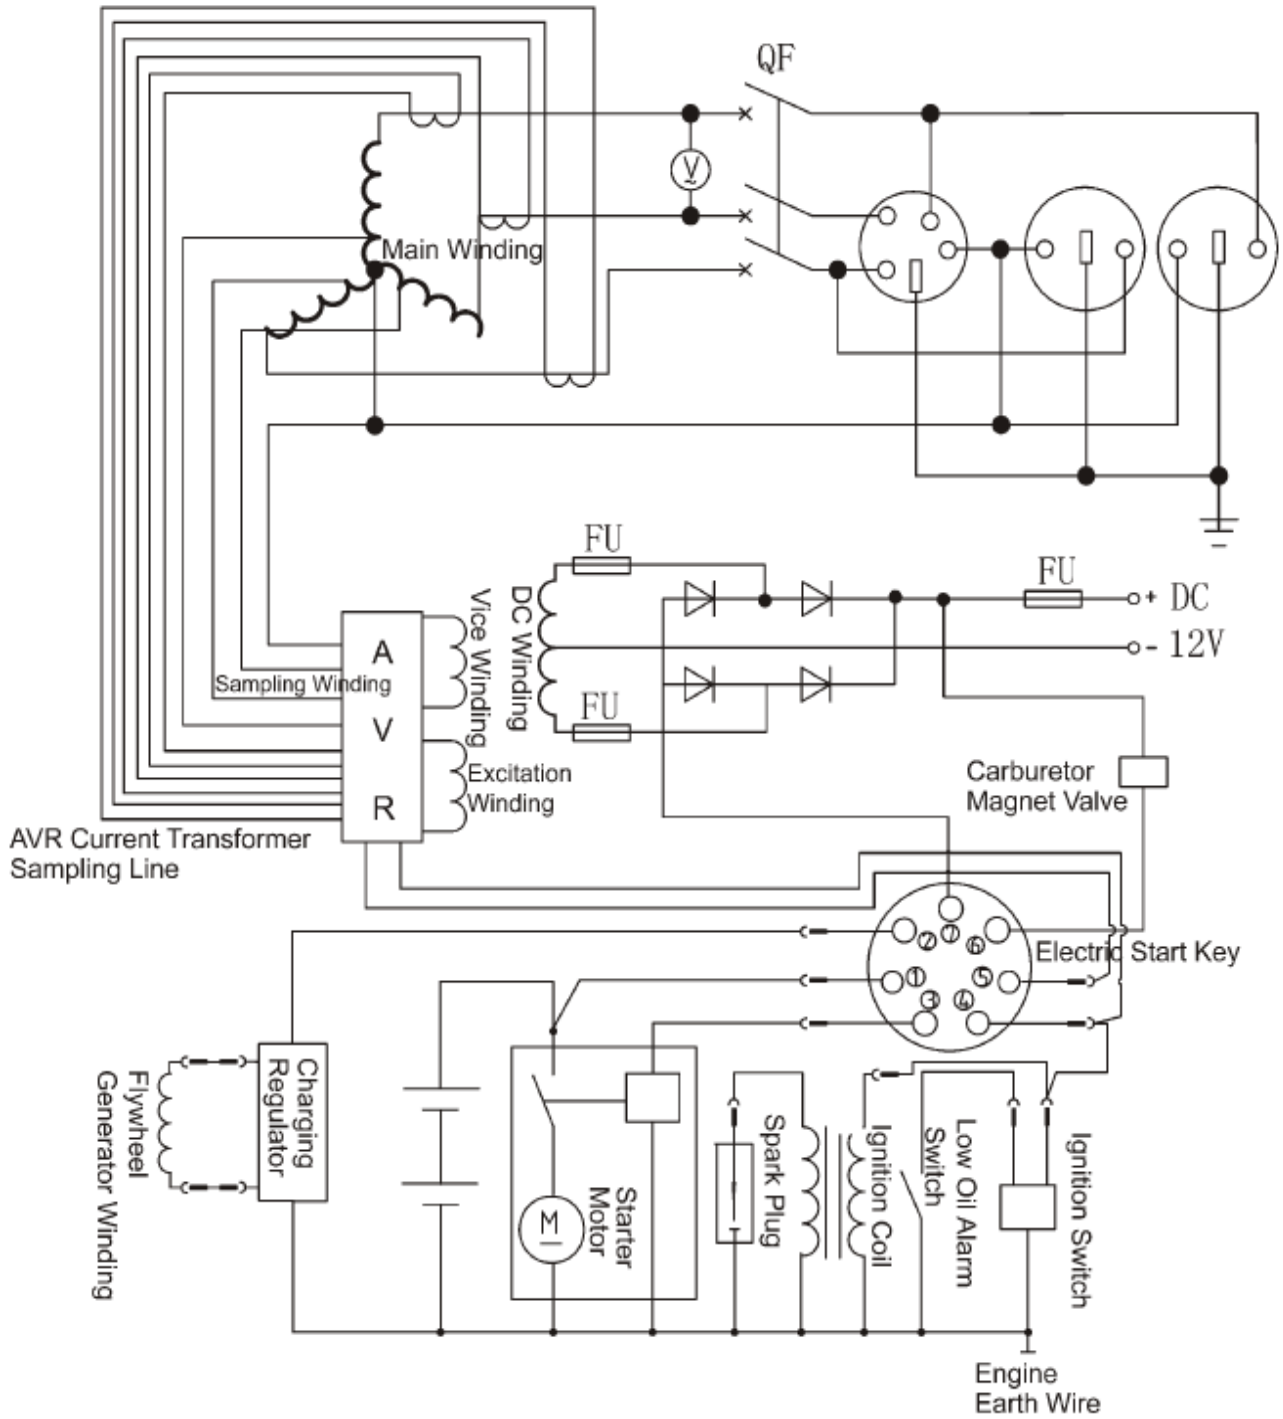 QF
V
Main Winding
FU
Vice Winding
DC Winding
FU
+ DC
- 12V
A
Sampling Winding
V
FU
Excitation
Winding
R
Carburetor
Magnet Valve
AVR Current Transformer
Sampling Line
2 7 6
Electric Start Key
1 5
3 4
Charging
Regulator
Flywheel
Generator Winding
M
Starter
Motor
Spark Plug
Ignition Coil
Low Oil Alarm
Switch
Ignition Switch
Engine
Earth Wire